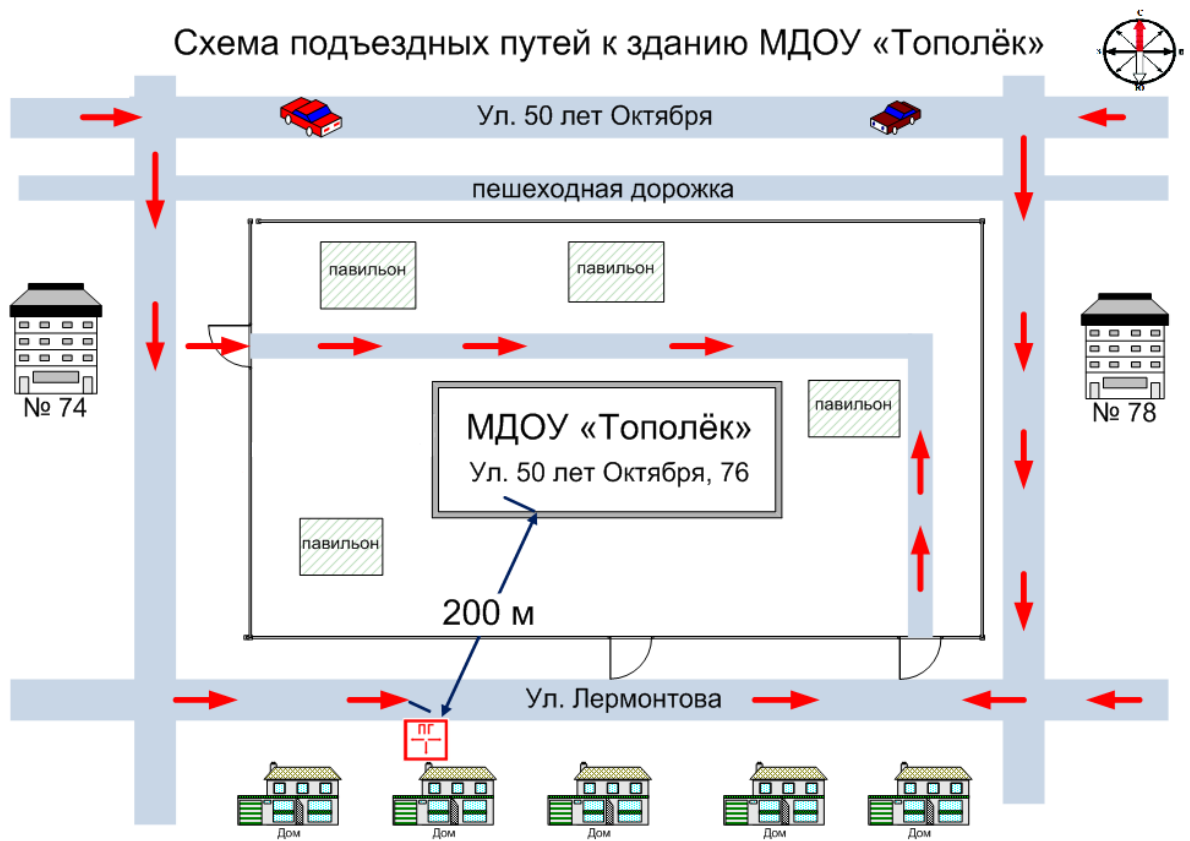 С
Схема подъездных путей к зданию МДОУ «Тополёк»
З
В
Ю
Ул. 50 лет Октября
пешеходная дорожка
павильон
павильон
№ 74
№ 78
павильон
МДОУ «Тополёк»
Ул. 50 лет Октября, 76
павильон
200 м
Ул. Лермонтова
ПГ
Дом
Дом
Дом
Дом
Дом